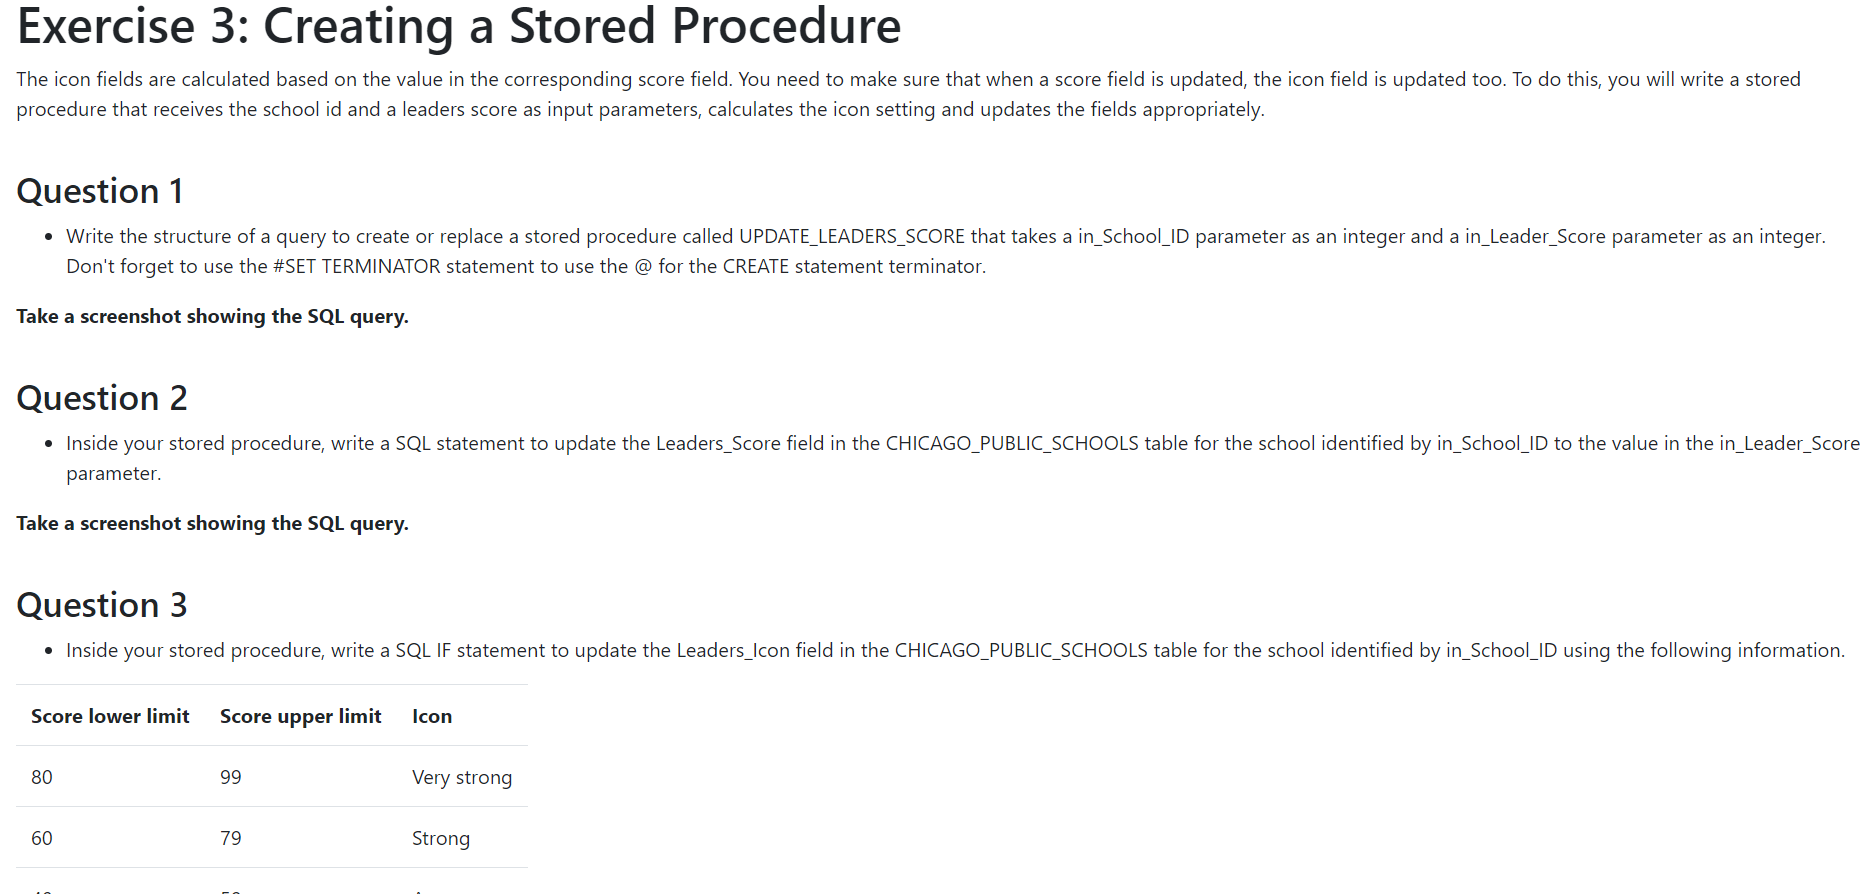 Exercise 3: Creating a Stored Procedure
The icon fields are calculated based on the value in the corresponding score field. You need to make sure that when a score field is updated, the icon field is updated too. To do this, you will write a stored
procedure that receives the school id and a leaders score as input parameters, calculates the icon setting and updates the fields appropriately.
Question 1
• Write the structure of a query to create or replace a stored procedure called UPDATE_LEADERS_SCORE that takes a in_School_ID parameter as an integer and a in_Leader_Score parameter as an integer.
Don't forget to use the #SET TERMINATOR statement to use the @ for the CREATE statement terminator.
Take a screenshot showing the SQL query.
Question 2
• Inside your stored procedure, write a SQL statement to update the Leaders_Score field in the CHICAGO_PUBLIC_SCHOOLS table for the school identified by in_School_ID to the value in the in_Leader_Score
parameter.
Take a screenshot showing the SQL query.
Question 3
• Inside your stored procedure, write a SQL IF statement to update the Leaders_Icon field in the CHICAGO_PUBLIC_SCHOOLS table for the school identified by in_School_ID using the following information.
Score lower limit Score upper limit Icon
80 99 Very strong
60 79 Strong